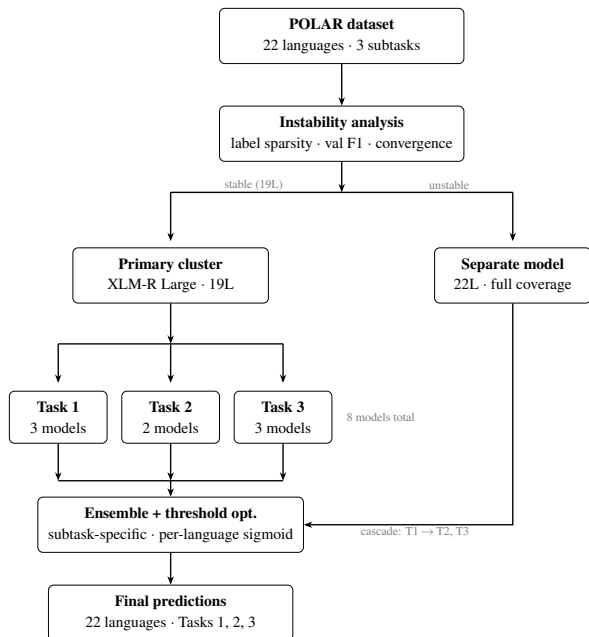 POLAR dataset
22 languages · 3 subtasks
Instability analysis
label sparsity · val F1 · convergence
stable (19L)
unstable
Primary cluster
XLM-R Large · 19L
Separate model
22L · full coverage
Task 1
3 models
Task 2
2 models
Task 3
3 models
8 models total
Ensemble + threshold opt.
subtask-specific · per-language sigmoid
cascade: T1 → T2, T3
Final predictions
22 languages · Tasks 1, 2, 3